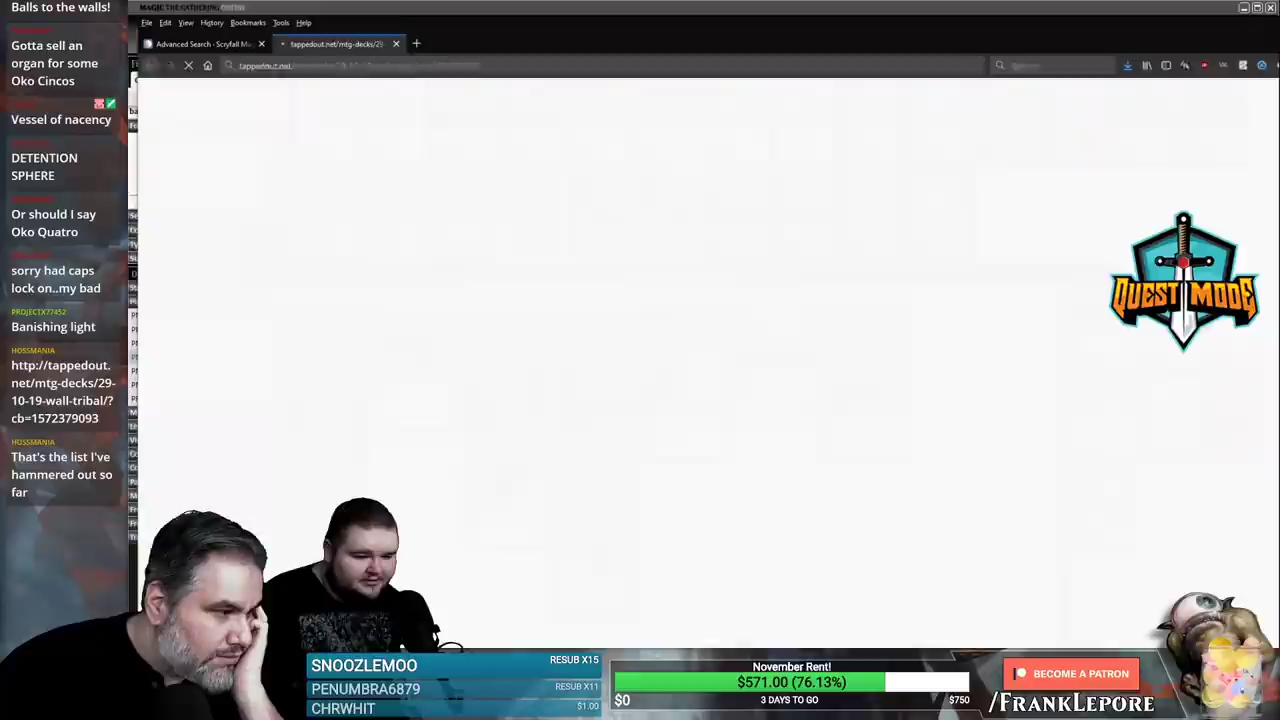 Balls to the walls!
Gotta sell an
organ for some
Oko Cincos
Vessel of nacency
DETENTION
SPHERE
Or should I say
Oko Quatro
sorry had caps
lock on..my bad
PROJECTX77452
Banishing light
HOSSMANIA
http://tappedout.
net/mtg-decks/29-
10-19-wall-tribal/?
cb=1572379093
HOSSMANIA
That's the list I've
hammered out so
far
MAGIC THE GATHERING
File Edit View History Bookmarks Tools Help
Advanced Search · Scryfall Ma
tappedout.net/mtg-decks/29
QUEST MODE
SNOOZLEMOO RESUB X15
PENUMBRA6879 RESUB X11
CHRWHIT $1.00
November Rent!
$571.00 (76.13%)
$0 3 DAYS TO GO $750
BECOME A PATRON
/FRANKLEPORE